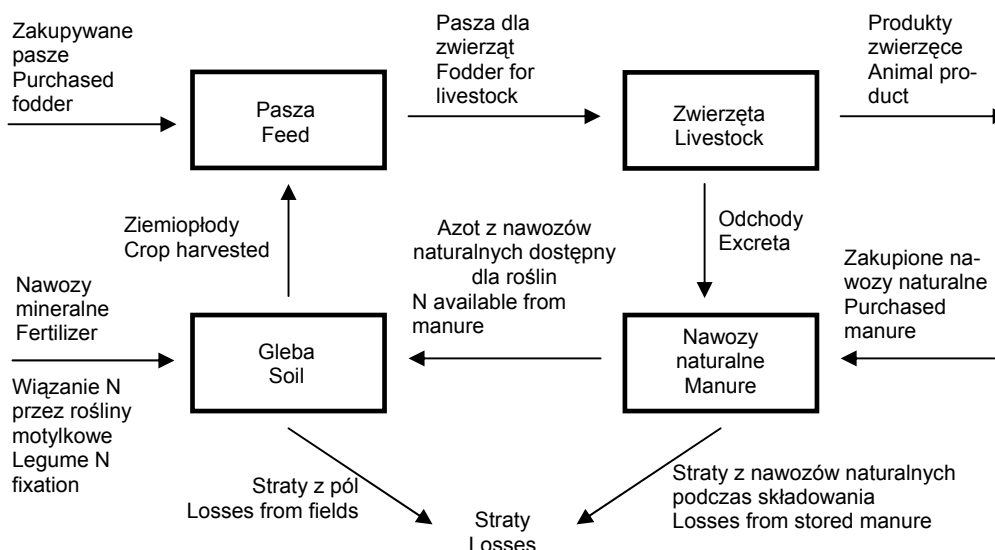 Zakupywane
pasze
Purchased
fodder
Pasza
Feed
Pasza dla
zwierząt
Fodder for
livestock
Zwierzęta
Livestock
Produkty
zwierzęce
Animal pro-
duct
Ziemiopłody
Crop harvested
Azot z nawozów
naturalnych dostępny
dla roślin
N available from
manure
Odchody
Excreta
Zakupione na-
wozy naturalne
Purchased
manure
Nawozy
mineralne
Fertilizer
Wiązanie N
przez rośliny
motylkowe
Legume N
fixation
Gleba
Soil
Nawozy
naturalne
Manure
Straty z pól
Losses from fields
Straty
Losses
Straty z nawozów naturalnych
podczas składowania
Losses from stored manure